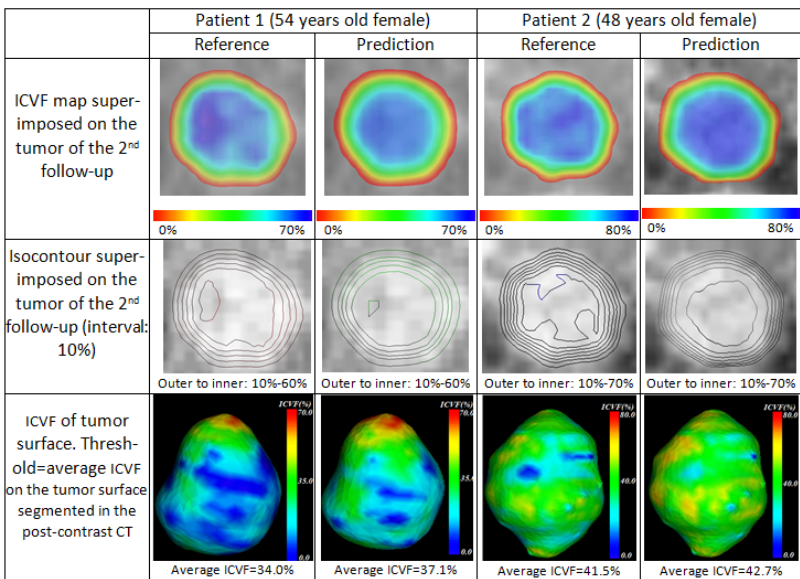 Patient 1 (54 years old female)
Patient 2 (48 years old female)
Reference
Prediction
Reference
Prediction
ICVF map super-
imposed on the
tumor of the 2nd
follow-up
0% 70%
0% 70%
0% 80%
0% 80%
Isocontour super-
imposed on the
tumor of the 2nd
follow-up (interval:
10%)
Outer to inner: 10%-60%
Outer to inner: 10%-60%
Outer to inner: 10%-70%
Outer to inner: 10%-70%
ICVF of tumor
surface. Thresh-
old=average ICVF
on the tumor surface
segmented in the
post-contrast CT
ICVF(%)
70.0
35.0
0.0
Average ICVF=34.0%
ICVF(%)
70.0
35.0
0.0
Average ICVF=37.1%
ICVF(%)
80.0
40.0
0.0
Average ICVF=41.5%
ICVF(%)
80.0
40.0
0.0
Average ICVF=42.7%